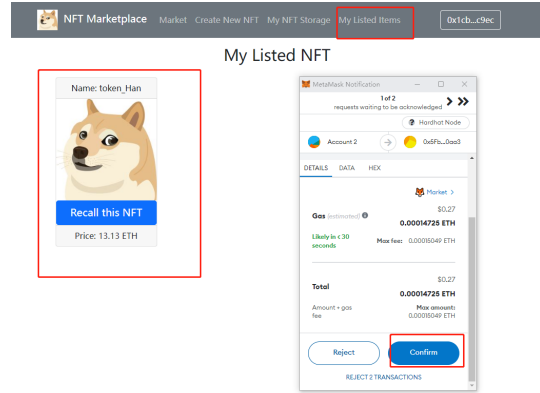 NFT Marketplace Market Create New NFT My NFT Storage My Listed Items 0x1cb...c9ec
My Listed NFT
Name: token_Han
Recall this NFT
Price: 13.13 ETH
MetaMask Notification
1 of 2
requests waiting to be acknowledged
Hardhat Node
Account 2 0x5Fb...0aa3
DETAILS DATA HEX
Market >
$0.27
Gas (estimated) 0.00014725 ETH
Likely in < 30 seconds Max fee: 0.00015049 ETH
$0.27
Total 0.00014725 ETH
Amount + gas fee Max amount: 0.00015049 ETH
Reject Confirm
REJECT 2 TRANSACTIONS